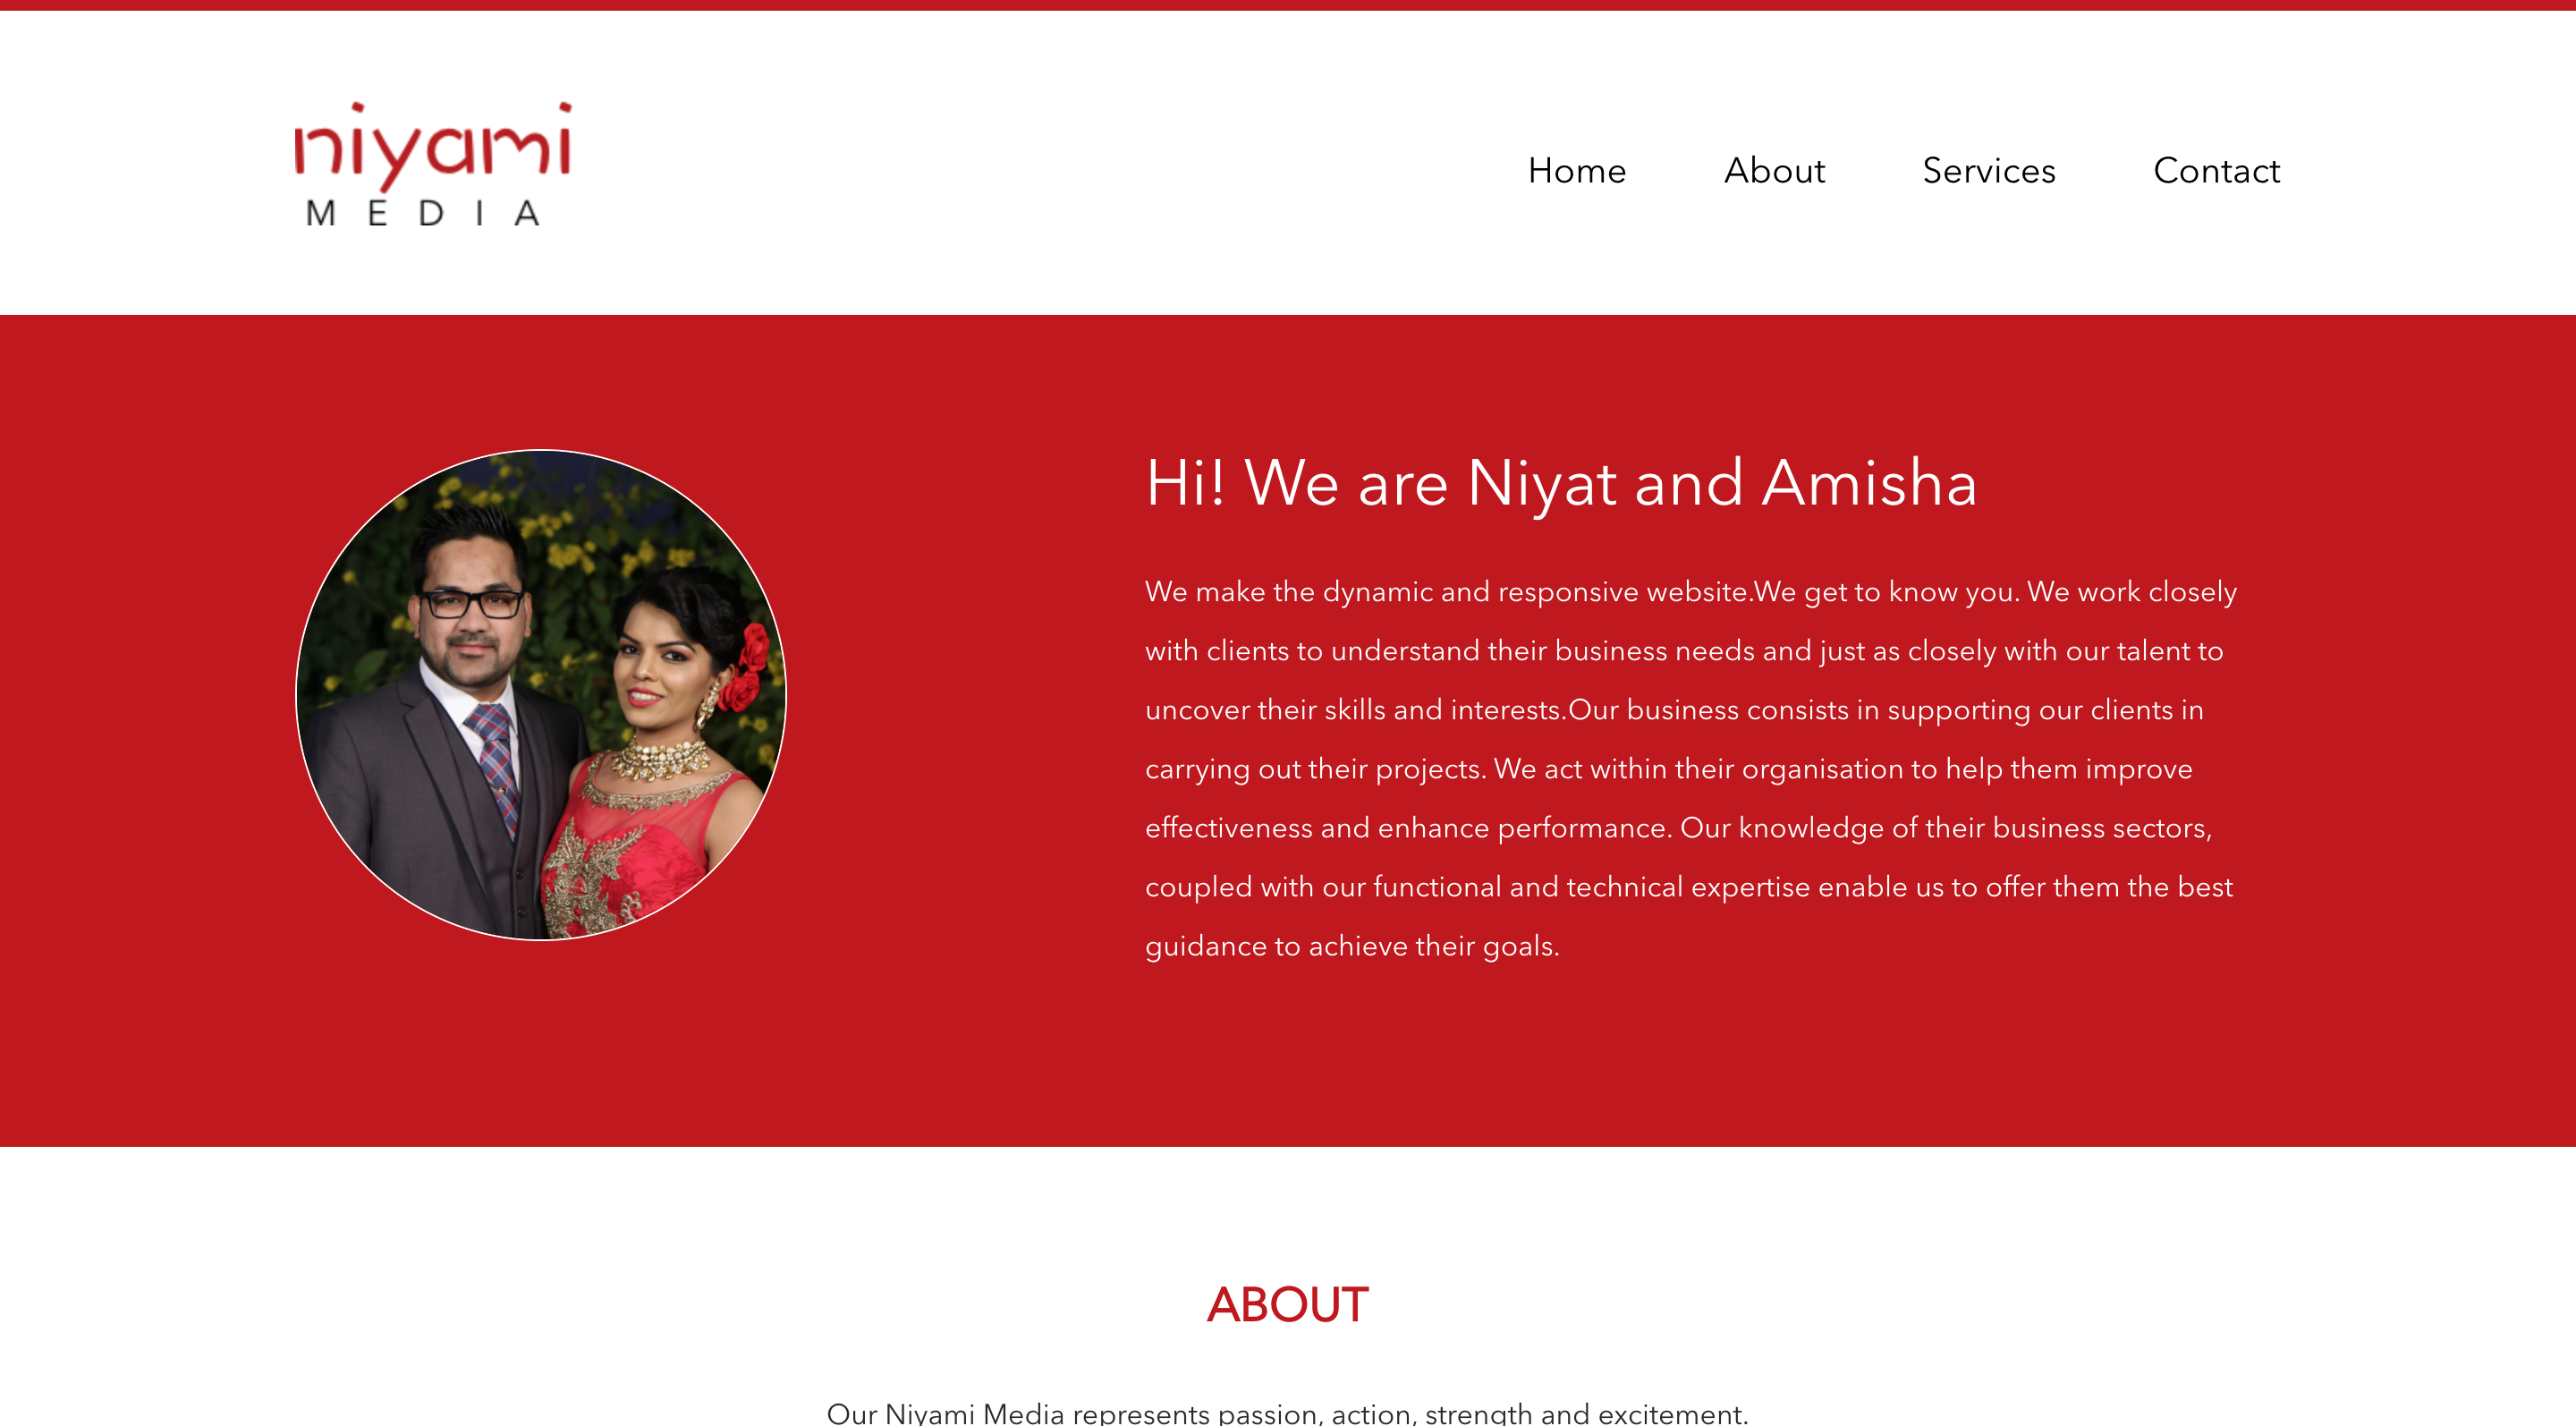 niyami
MEDIA
Home About Services Contact
Hi! We are Niyat and Amisha
We make the dynamic and responsive website.We get to know you. We work closely
with clients to understand their business needs and just as closely with our talent to
uncover their skills and interests.Our business consists in supporting our clients in
carrying out their projects. We act within their organisation to help them improve
effectiveness and enhance performance. Our knowledge of their business sectors,
coupled with our functional and technical expertise enable us to offer them the best
guidance to achieve their goals.
ABOUT
Our Niyami Media represents passion, action, strength and excitement.